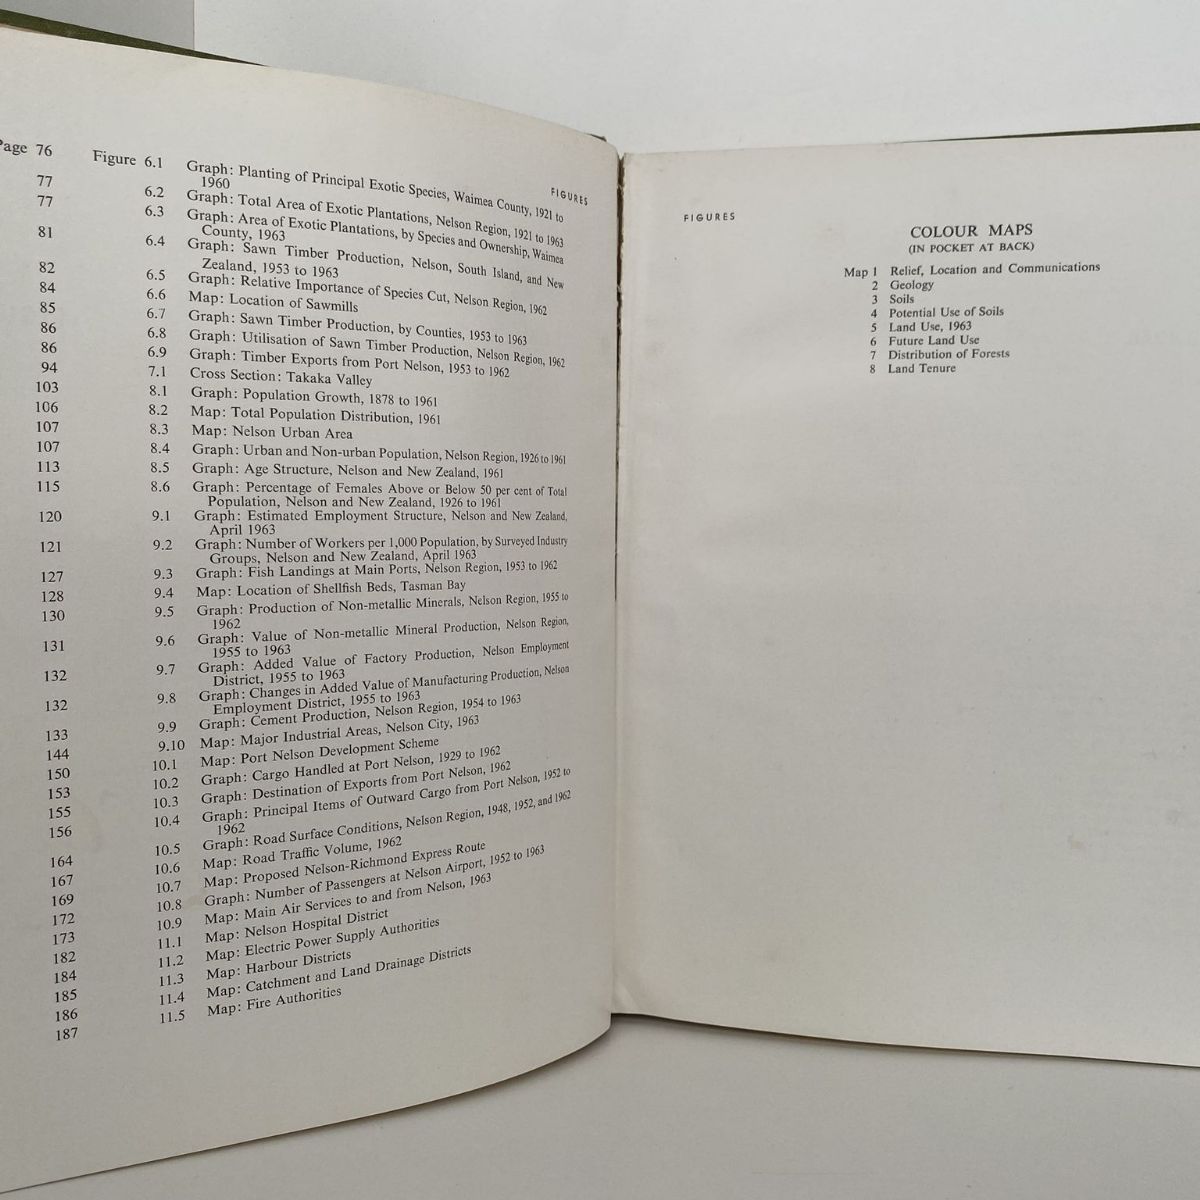 FIGURES
Page 76 Figure 6.1 Graph: Planting of Principal Exotic Species, Waimea County, 1921 to
1960
77 6.2 Graph: Total Area of Exotic Plantations, Nelson Region, 1921 to 1963
77 6.3 Graph: Area of Exotic Plantations, by Species and Ownership, Waimea
County, 1963
81 6.4 Graph: Sawn Timber Production, Nelson, South Island, and New
Zealand, 1953 to 1963
82 6.5 Graph: Relative Importance of Species Cut, Nelson Region, 1962
84 6.6 Map: Location of Sawmills
85 6.7 Graph: Sawn Timber Production, by Counties, 1953 to 1963
86 6.8 Graph: Utilisation of Sawn Timber Production, Nelson Region, 1962
86 6.9 Graph: Timber Exports from Port Nelson, 1953 to 1962
94 7.1 Cross Section: Takaka Valley
103 8.1 Graph: Population Growth, 1878 to 1961
106 8.2 Map: Total Population Distribution, 1961
107 8.3 Map: Nelson Urban Area
107 8.4 Graph: Urban and Non-urban Population, Nelson Region, 1926 to 1961
113 8.5 Graph: Age Structure, Nelson and New Zealand, 1961
115 8.6 Graph: Percentage of Females Above or Below 50 per cent of Total
Population, Nelson and New Zealand, 1926 to 1961
120 9.1 Graph: Estimated Employment Structure, Nelson and New Zealand,
April 1963
121 9.2 Graph: Number of Workers per 1,000 Population, by Surveyed Industry
Groups, Nelson and New Zealand, April 1963
127 9.3 Graph: Fish Landings at Main Ports, Nelson Region, 1953 to 1962
128 9.4 Map: Location of Shellfish Beds, Tasman Bay
130 9.5 Graph: Production of Non-metallic Minerals, Nelson Region, 1955 to
1962
131 9.6 Graph: Value of Non-metallic Mineral Production, Nelson Region,
1955 to 1963
132 9.7 Graph: Added Value of Factory Production, Nelson Employment
District, 1955 to 1963
132 9.8 Graph: Changes in Added Value of Manufacturing Production, Nelson
Employment District, 1955 to 1963
133 9.9 Graph: Cement Production, Nelson Region, 1954 to 1963
144 9.10 Map: Major Industrial Areas, Nelson City, 1963
150 10.1 Map: Port Nelson Development Scheme
153 10.2 Graph: Cargo Handled at Port Nelson, 1929 to 1962
155 10.3 Graph: Destination of Exports from Port Nelson, 1962
156 10.4 Graph: Principal Items of Outward Cargo from Port Nelson, 1952 to
1962
164 10.5 Graph: Road Surface Conditions, Nelson Region, 1948, 1952, and 1962
167 10.6 Map: Road Traffic Volume, 1962
169 10.7 Map: Proposed Nelson-Richmond Express Route
172 10.8 Graph: Number of Passengers at Nelson Airport, 1952 to 1963
173 10.9 Map: Main Air Services to and from Nelson, 1963
182 11.1 Map: Nelson Hospital District
184 11.2 Map: Electric Power Supply Authorities
185 11.3 Map: Harbour Districts
186 11.4 Map: Catchment and Land Drainage Districts
187 11.5 Map: Fire Authorities
FIGURES
COLOUR MAPS
(IN POCKET AT BACK)
Map 1 Relief, Location and Communications
2 Geology
3 Soils
4 Potential Use of Soils
5 Land Use, 1963
6 Future Land Use
7 Distribution of Forests
8 Land Tenure